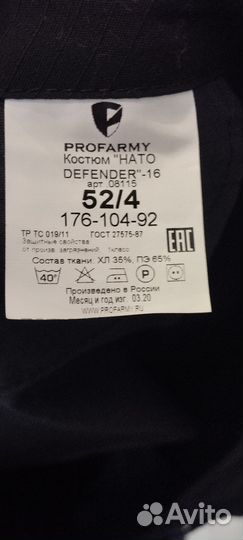 PROFARMY
Костюм "НАТО
DEFENDER"-16
арт. 08115
52/4
176-104-92
ТР ТС 019/11 ГОСТ 27575-87
Защитные свойства
от произв. загрязнений, 1класс
EAC
Состав ткани: ХЛ 35%, ПЭ 65%
40° P
Произведено в России
Месяц и год изг. 03.20
WWW.PROFARMY.RU
Avito